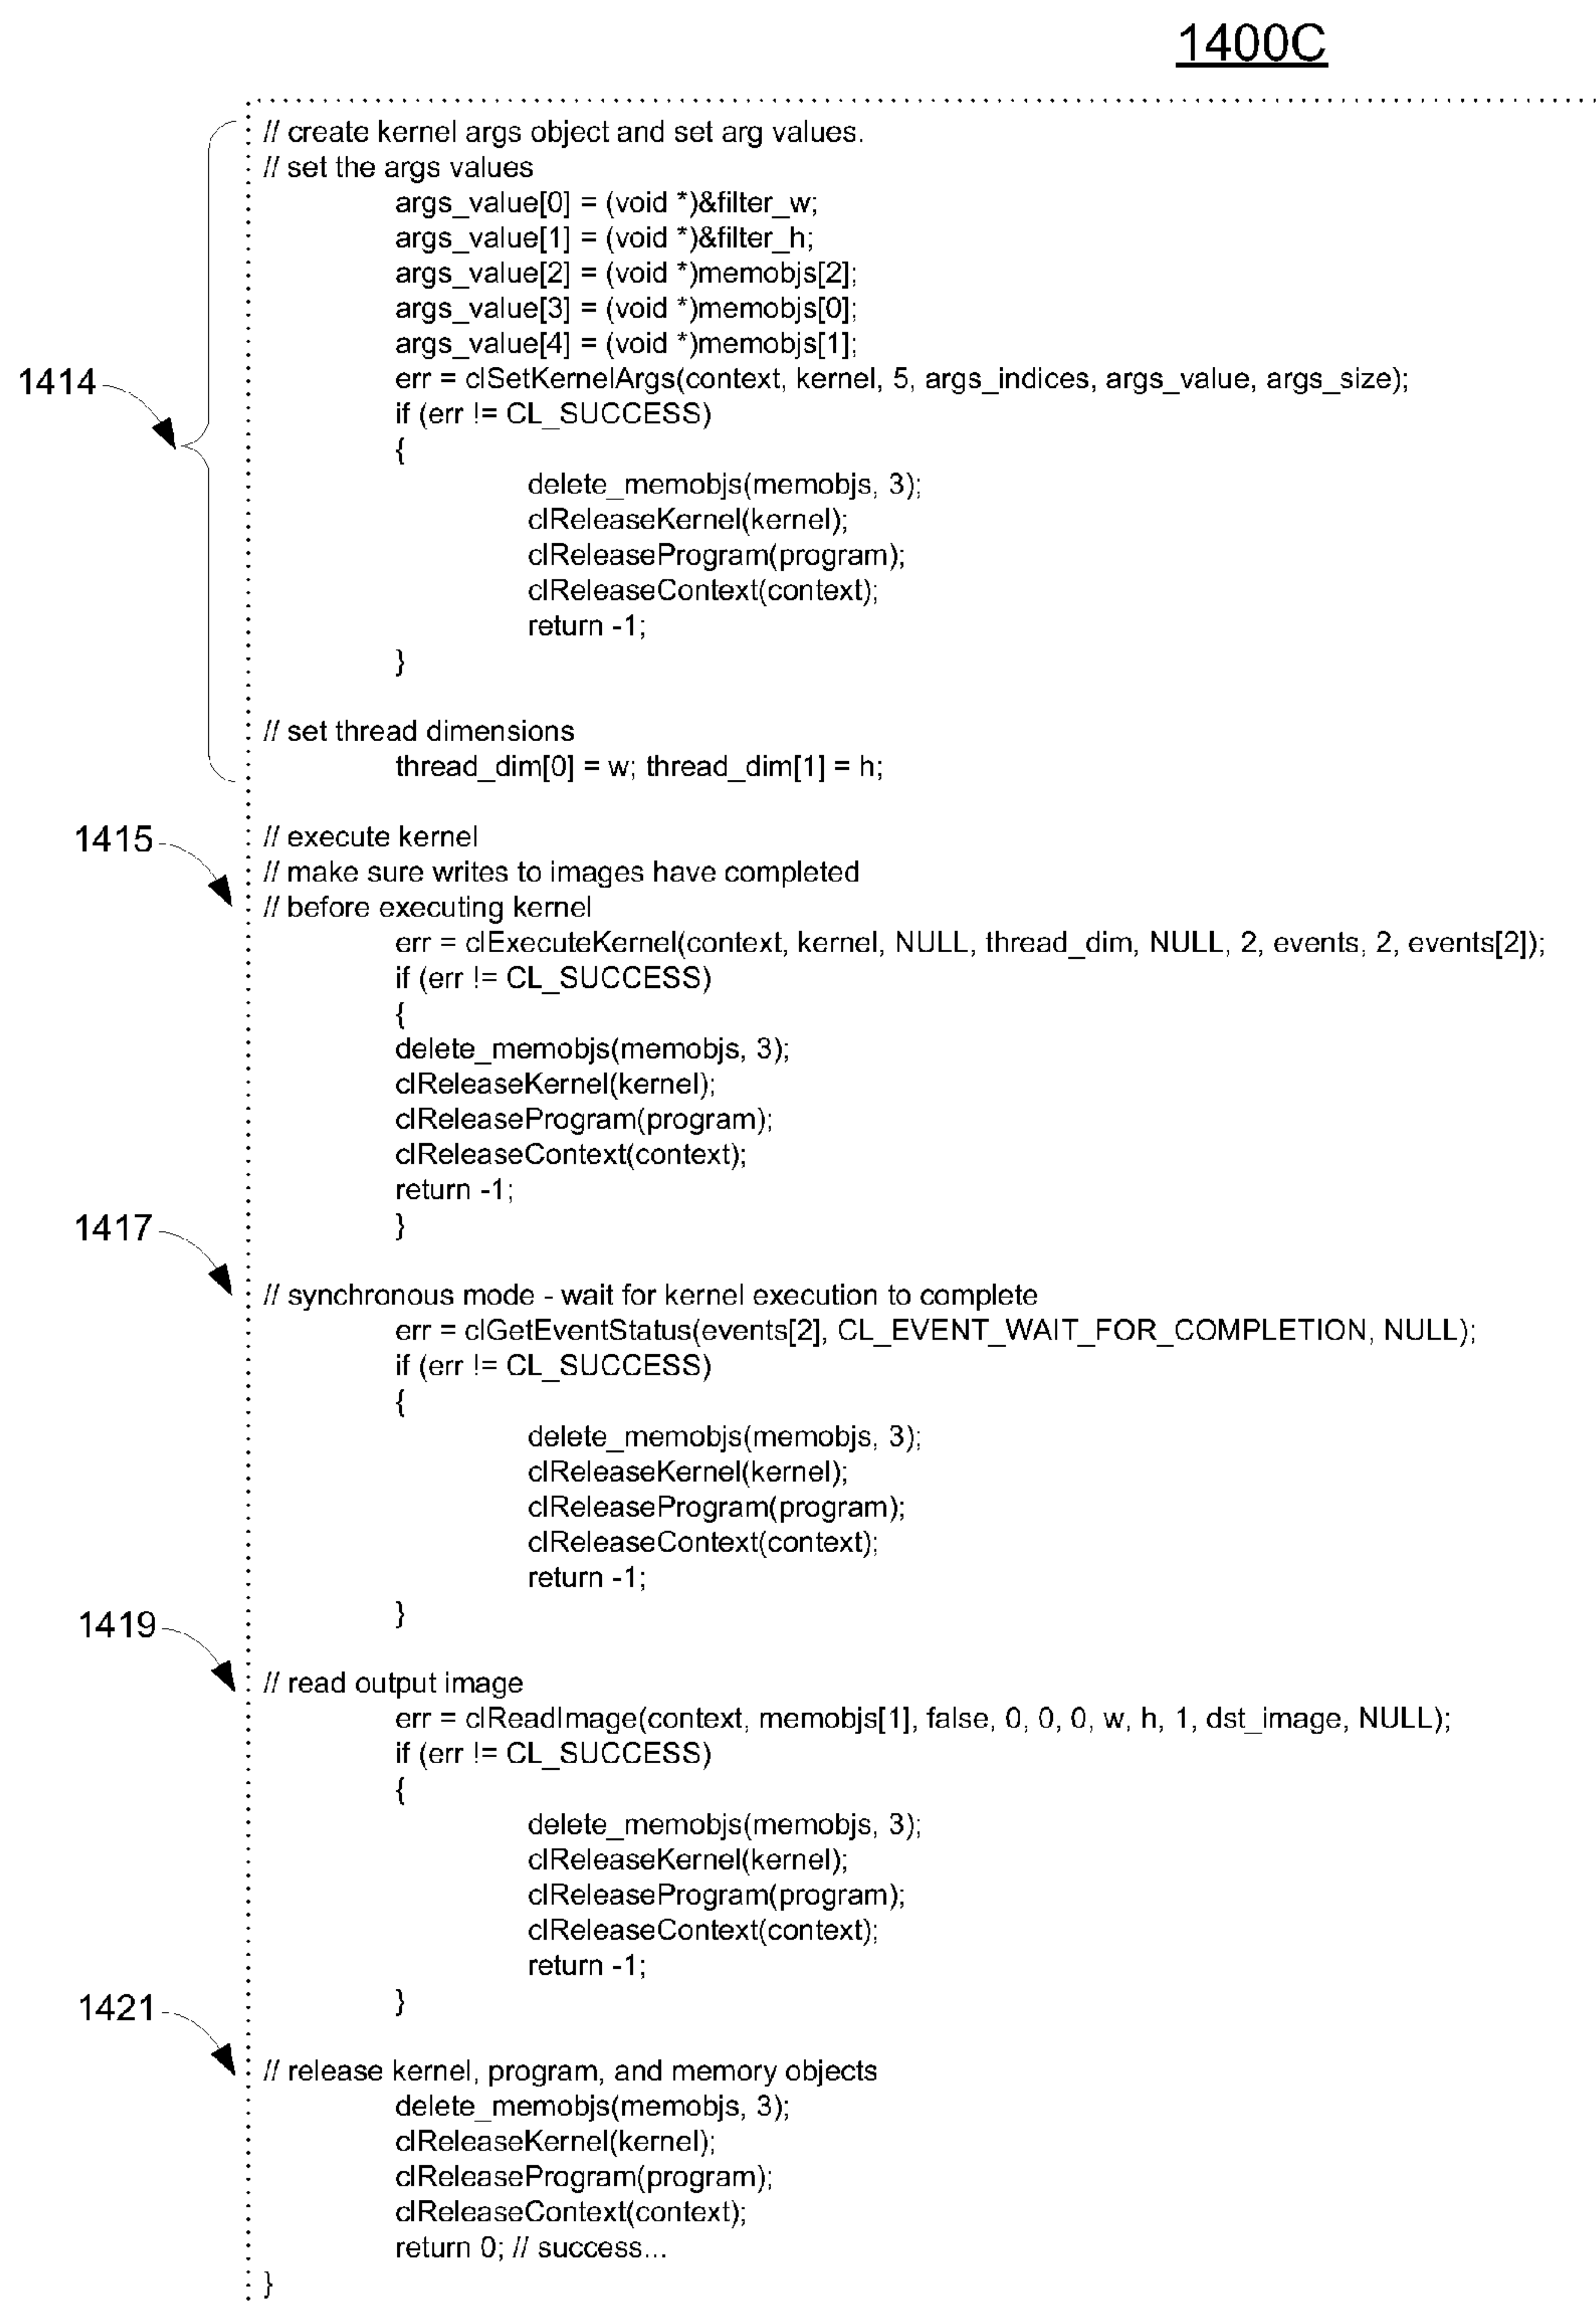 1400C
// create kernel args object and set arg values.
// set the args values
args_value[0] = (void *)&filter_w;
args_value[1] = (void *)&filter_h;
args_value[2] = (void *)memobjs[2];
args_value[3] = (void *)memobjs[0];
args_value[4] = (void *)memobjs[1];
1414
err = clSetKernelArgs(context, kernel, 5, args_indices, args_value, args_size);
if (err != CL_SUCCESS)
{
delete_memobjs(memobjs, 3);
clReleaseKernel(kernel);
clReleaseProgram(program);
clReleaseContext(context);
return -1;
}
// set thread dimensions
thread_dim[0] = w; thread_dim[1] = h;
1415
// execute kernel
// make sure writes to images have completed
// before executing kernel
err = clExecuteKernel(context, kernel, NULL, thread_dim, NULL, 2, events, 2, events[2]);
if (err != CL_SUCCESS)
{
delete_memobjs(memobjs, 3);
clReleaseKernel(kernel);
clReleaseProgram(program);
clReleaseContext(context);
return -1;
}
1417
// synchronous mode - wait for kernel execution to complete
err = clGetEventStatus(events[2], CL_EVENT_WAIT_FOR_COMPLETION, NULL);
if (err != CL_SUCCESS)
{
delete_memobjs(memobjs, 3);
clReleaseKernel(kernel);
clReleaseProgram(program);
clReleaseContext(context);
return -1;
}
1419
// read output image
err = clReadImage(context, memobjs[1], false, 0, 0, 0, w, h, 1, dst_image, NULL);
if (err != CL_SUCCESS)
{
delete_memobjs(memobjs, 3);
clReleaseKernel(kernel);
clReleaseProgram(program);
clReleaseContext(context);
return -1;
}
1421
// release kernel, program, and memory objects
delete_memobjs(memobjs, 3);
clReleaseKernel(kernel);
clReleaseProgram(program);
clReleaseContext(context);
return 0; // success...
}